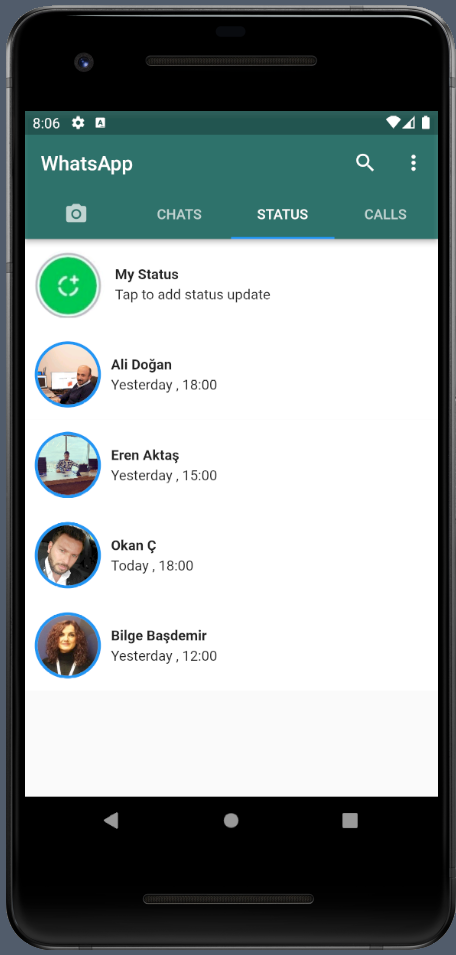 8:06
A
WhatsApp
CHATS
STATUS
CALLS
My Status
Tap to add status update
Ali Doğan
Yesterday , 18:00
Eren Aktaş
Yesterday , 15:00
Okan Ç
Today , 18:00
Bilge Başdemir
Yesterday , 12:00